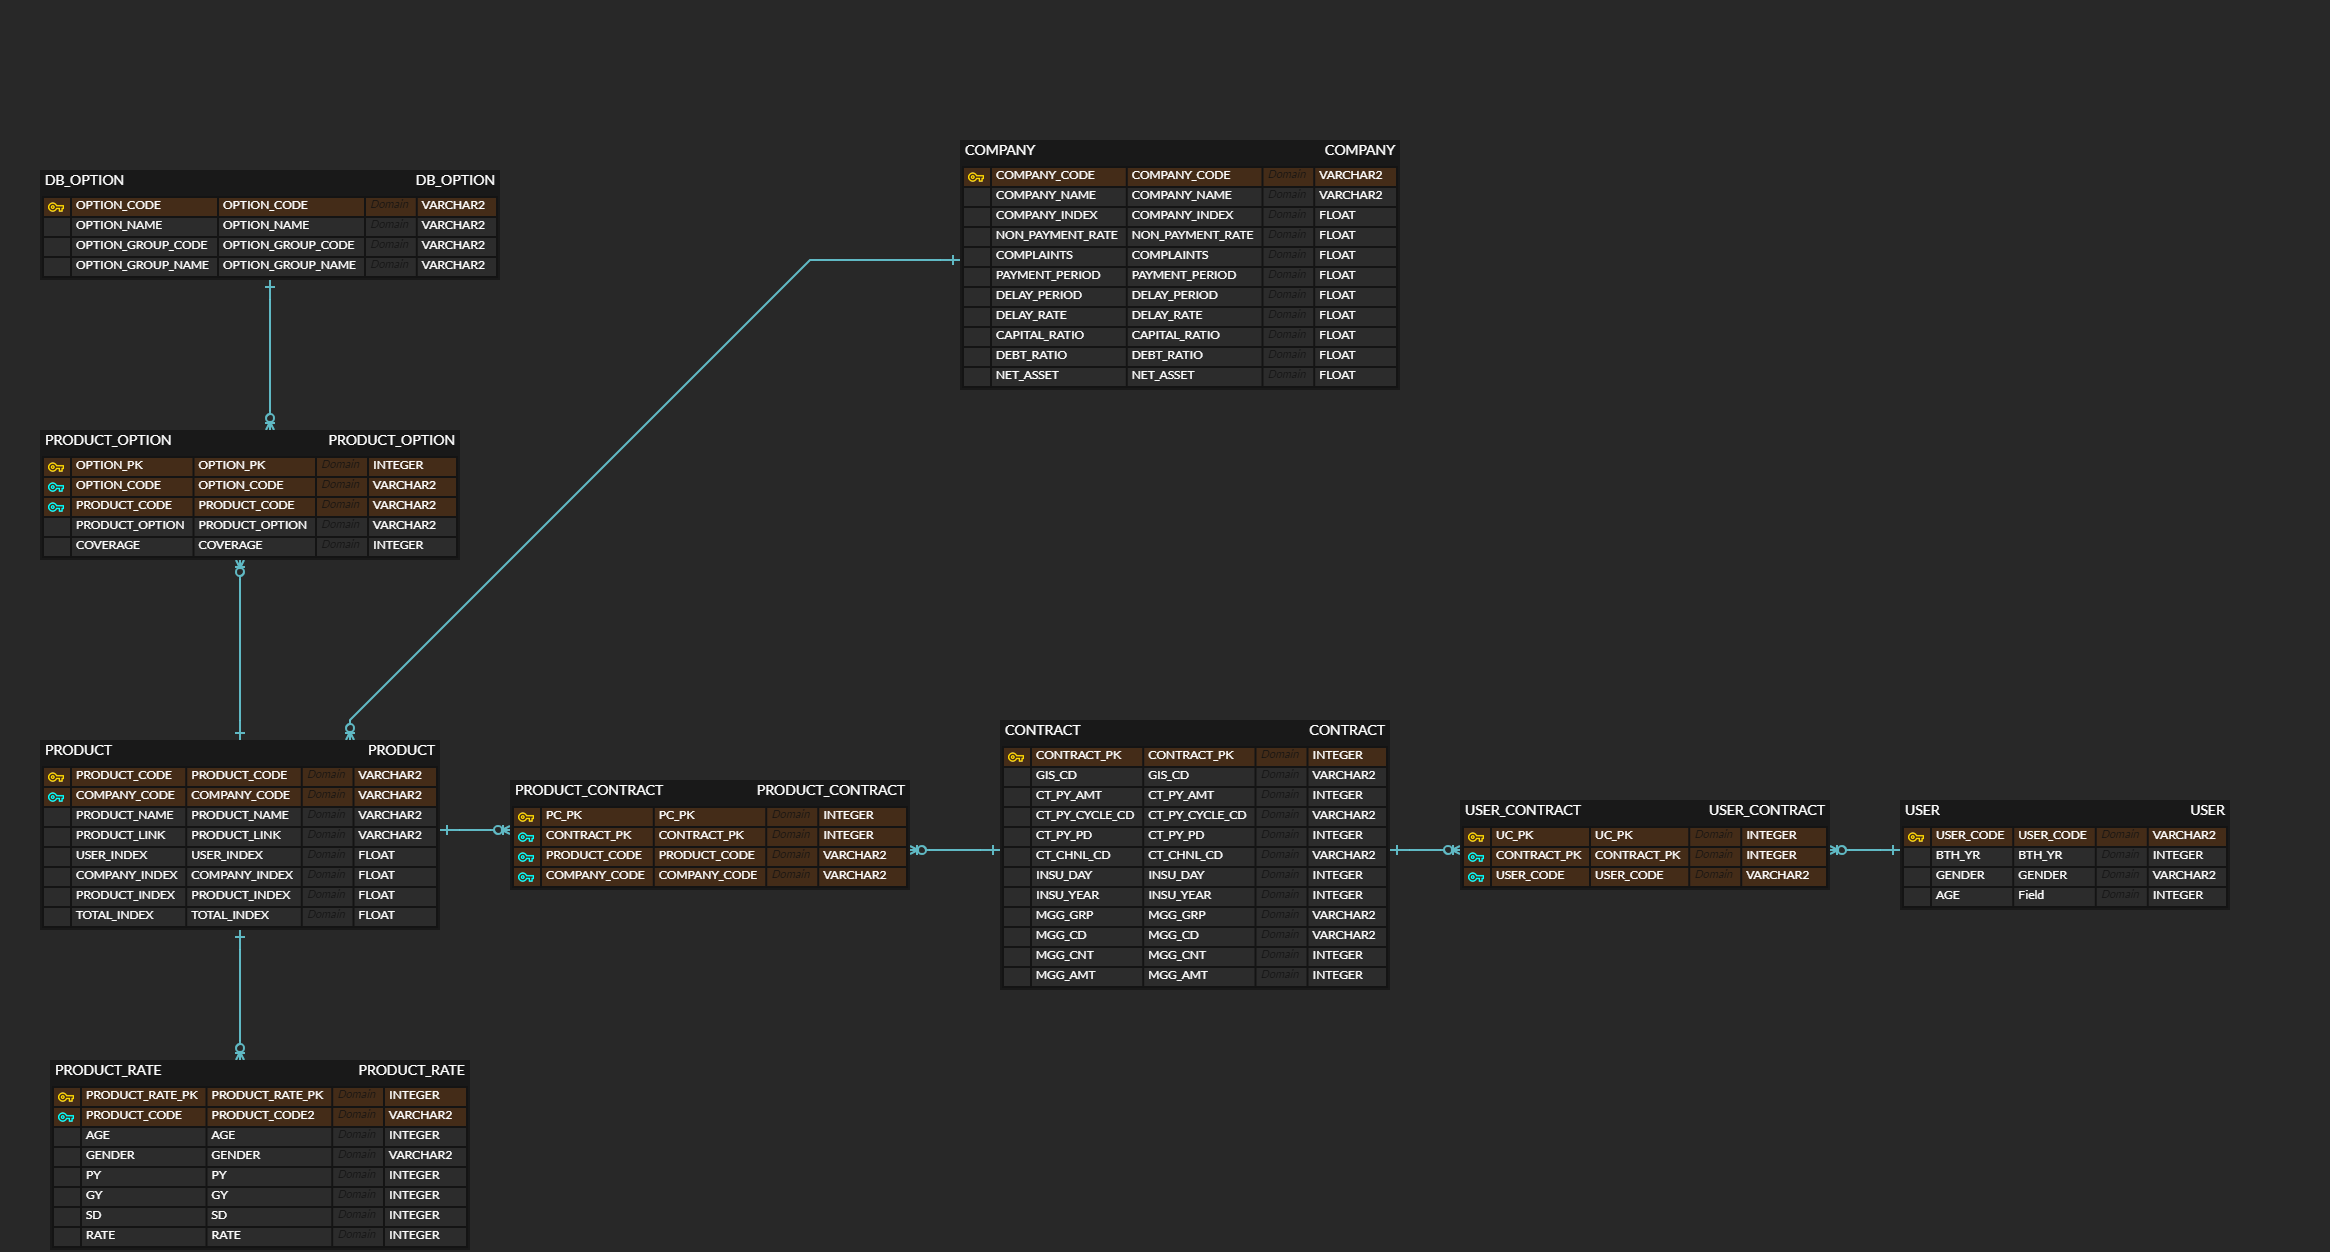 COMPANY COMPANY
COMPANY_CODE COMPANY_CODE Domain VARCHAR2
COMPANY_NAME COMPANY_NAME Domain VARCHAR2
COMPANY_INDEX COMPANY_INDEX Domain FLOAT
NON_PAYMENT_RATE NON_PAYMENT_RATE Domain FLOAT
COMPLAINTS COMPLAINTS Domain FLOAT
PAYMENT_PERIOD PAYMENT_PERIOD Domain FLOAT
DELAY_PERIOD DELAY_PERIOD Domain FLOAT
DELAY_RATE DELAY_RATE Domain FLOAT
CAPITAL_RATIO CAPITAL_RATIO Domain FLOAT
DEBT_RATIO DEBT_RATIO Domain FLOAT
NET_ASSET NET_ASSET Domain FLOAT
DB_OPTION DB_OPTION
OPTION_CODE OPTION_CODE Domain VARCHAR2
OPTION_NAME OPTION_NAME Domain VARCHAR2
OPTION_GROUP_CODE OPTION_GROUP_CODE Domain VARCHAR2
OPTION_GROUP_NAME OPTION_GROUP_NAME Domain VARCHAR2
PRODUCT_OPTION PRODUCT_OPTION
OPTION_PK OPTION_PK Domain INTEGER
OPTION_CODE OPTION_CODE Domain VARCHAR2
PRODUCT_CODE PRODUCT_CODE Domain VARCHAR2
PRODUCT_OPTION PRODUCT_OPTION Domain VARCHAR2
COVERAGE COVERAGE Domain INTEGER
PRODUCT PRODUCT
PRODUCT_CODE PRODUCT_CODE Domain VARCHAR2
COMPANY_CODE COMPANY_CODE Domain VARCHAR2
PRODUCT_NAME PRODUCT_NAME Domain VARCHAR2
PRODUCT_LINK PRODUCT_LINK Domain VARCHAR2
USER_INDEX USER_INDEX Domain FLOAT
COMPANY_INDEX COMPANY_INDEX Domain FLOAT
PRODUCT_INDEX PRODUCT_INDEX Domain FLOAT
TOTAL_INDEX TOTAL_INDEX Domain FLOAT
PRODUCT_CONTRACT PRODUCT_CONTRACT
PC_PK PC_PK Domain INTEGER
CONTRACT_PK CONTRACT_PK Domain INTEGER
PRODUCT_CODE PRODUCT_CODE Domain VARCHAR2
COMPANY_CODE COMPANY_CODE Domain VARCHAR2
CONTRACT CONTRACT
CONTRACT_PK CONTRACT_PK Domain INTEGER
GIS_CD GIS_CD Domain VARCHAR2
CT_PY_AMT CT_PY_AMT Domain INTEGER
CT_PY_CYCLE_CD CT_PY_CYCLE_CD Domain VARCHAR2
CT_PY_PD CT_PY_PD Domain INTEGER
CT_CHNL_CD CT_CHNL_CD Domain VARCHAR2
INSU_DAY INSU_DAY Domain INTEGER
INSU_YEAR INSU_YEAR Domain INTEGER
MGG_GRP MGG_GRP Domain VARCHAR2
MGG_CD MGG_CD Domain VARCHAR2
MGG_CNT MGG_CNT Domain INTEGER
MGG_AMT MGG_AMT Domain INTEGER
USER_CONTRACT USER_CONTRACT
UC_PK UC_PK Domain INTEGER
CONTRACT_PK CONTRACT_PK Domain INTEGER
USER_CODE USER_CODE Domain VARCHAR2
USER USER
USER_CODE USER_CODE Domain VARCHAR2
BTH_YR BTH_YR Domain INTEGER
GENDER GENDER Domain VARCHAR2
AGE Field Domain INTEGER
PRODUCT_RATE PRODUCT_RATE
PRODUCT_RATE_PK PRODUCT_RATE_PK Domain INTEGER
PRODUCT_CODE PRODUCT_CODE2 Domain VARCHAR2
AGE AGE Domain INTEGER
GENDER GENDER Domain VARCHAR2
PY PY Domain INTEGER
GY GY Domain INTEGER
SD SD Domain INTEGER
RATE RATE Domain INTEGER